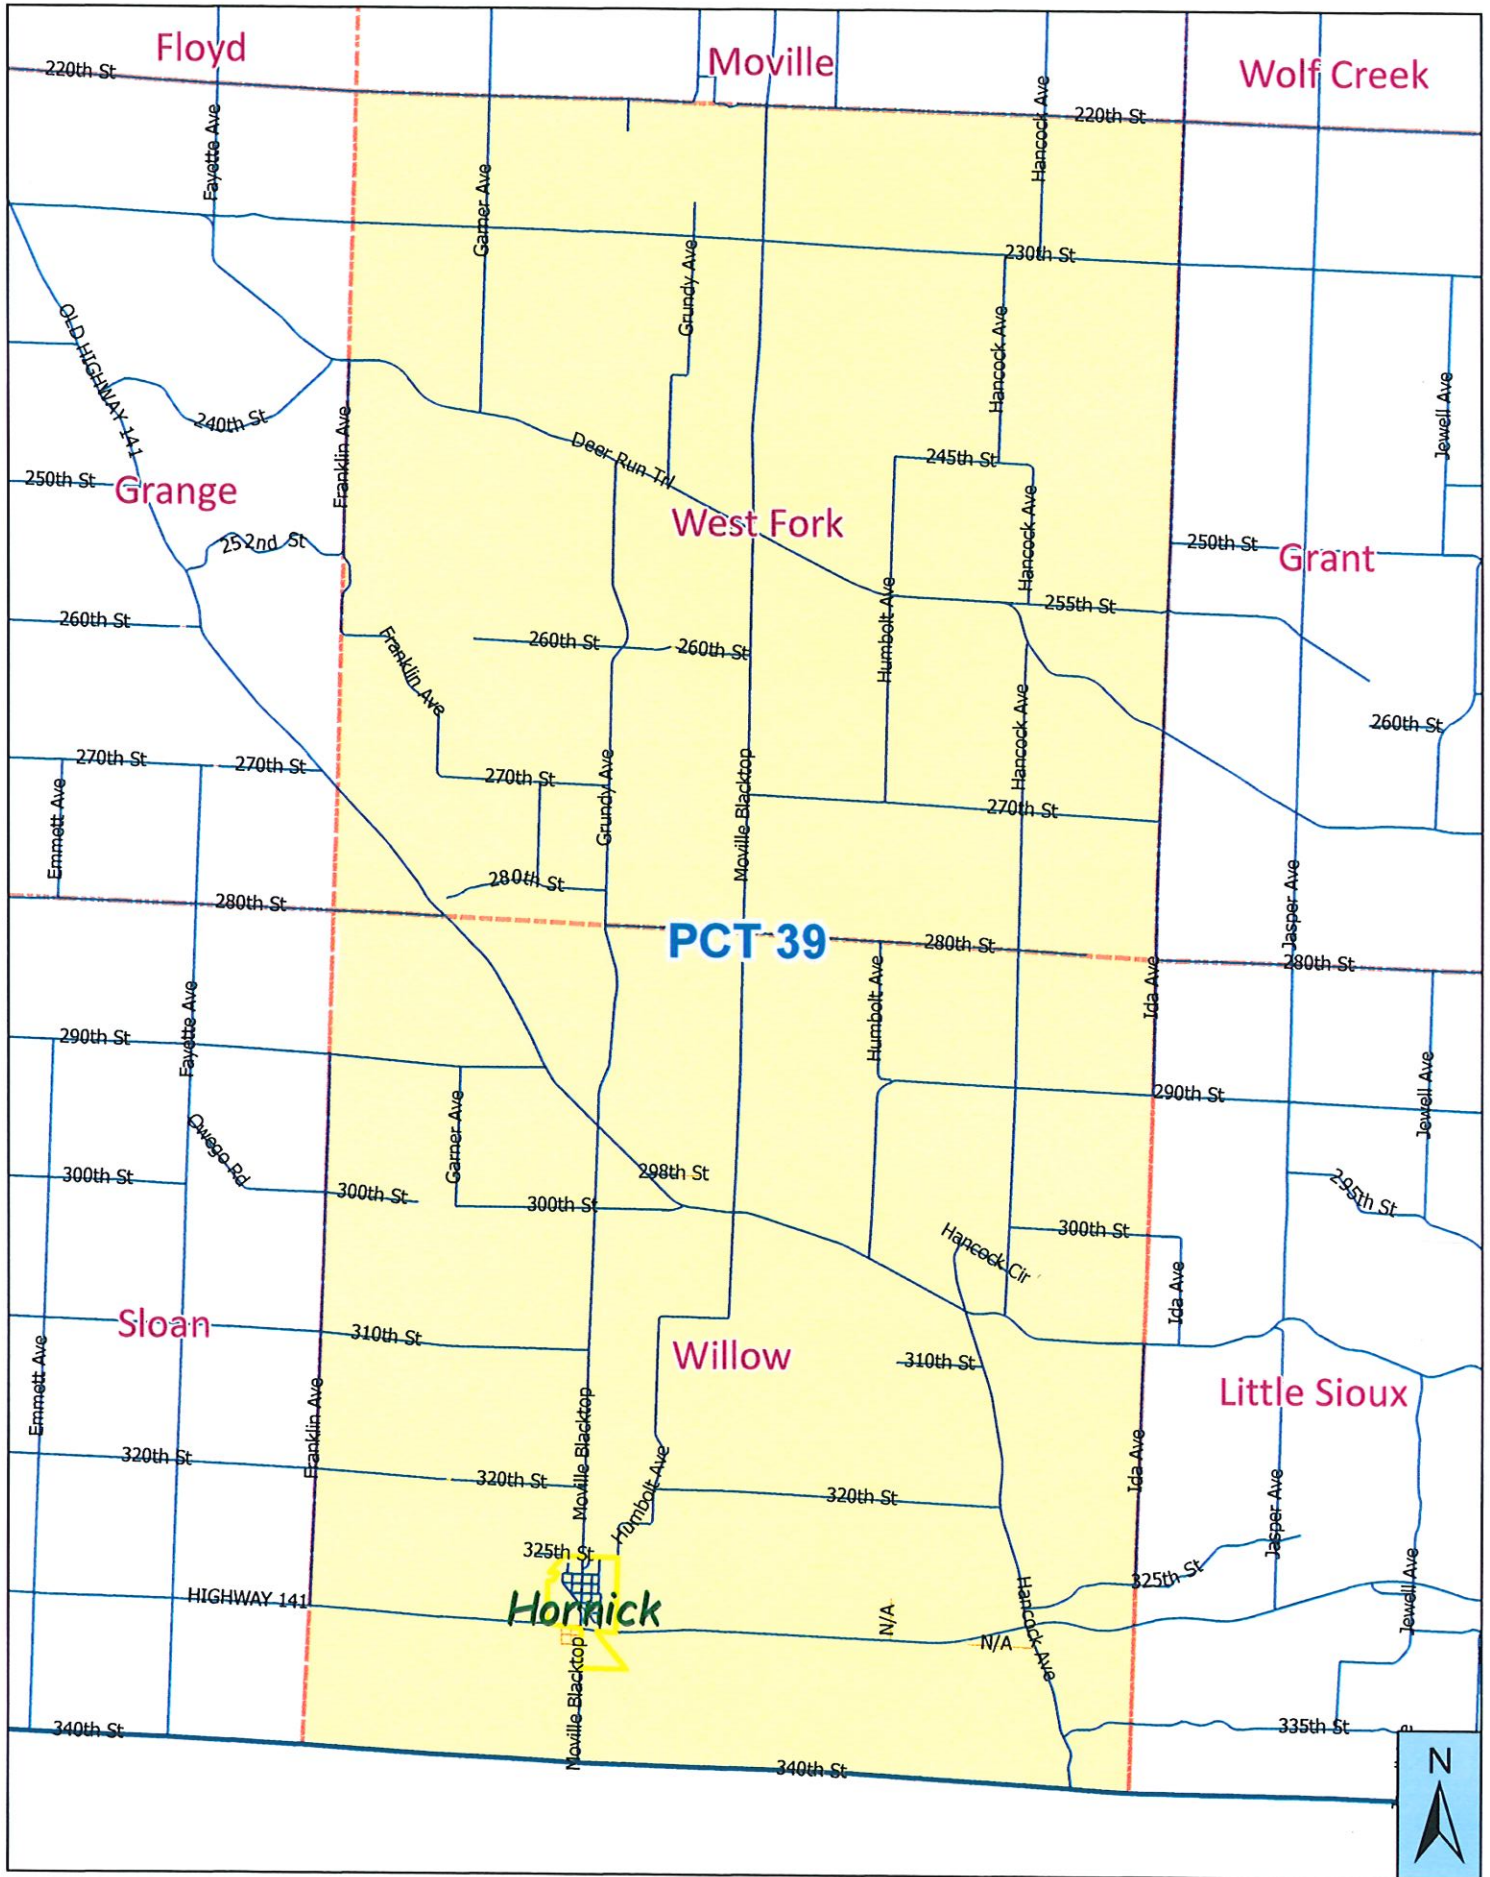 Floyd
Moville
Wolf Creek
220th St
220th St
Fayette Ave
Hancock Ave
Garner Ave
Grundy Ave
230th St
OLD HIGHWAY 141
Hancock Ave
Jewell Ave
240th St
Franklin Ave
Deer Run Trl
245th St
250th St
Grange
West Fork
Hancock Ave
252nd St
250th St
Grant
255th St
260th St
Franklin Ave
260th St
260th St
Humbolt Ave
Hancock Ave
260th St
270th St
270th St
270th St
Emmett Ave
Grundy Ave
Moville Blacktop
270th St
280th St
Jasper Ave
280th St
PCT 39
280th St
280th St
Fayette Ave
Humbolt Ave
Ida Ave
290th St
290th St
Jewell Ave
Owego Rd
Garner Ave
298th St
300th St
300th St
300th St
295th St
Hancock Cir
300th St
Ida Ave
Sloan
310th St
Willow
310th St
Emmett Ave
Franklin Ave
Moville Blacktop
Little Sioux
320th St
320th St
Humbolt Ave
320th St
Ida Ave
Jasper Ave
325th St
325th St
HIGHWAY 141
Hornick
N/A
N/A
Hancock Ave
Jewell Ave
Moville Blacktop
340th St
340th St
335th St
N